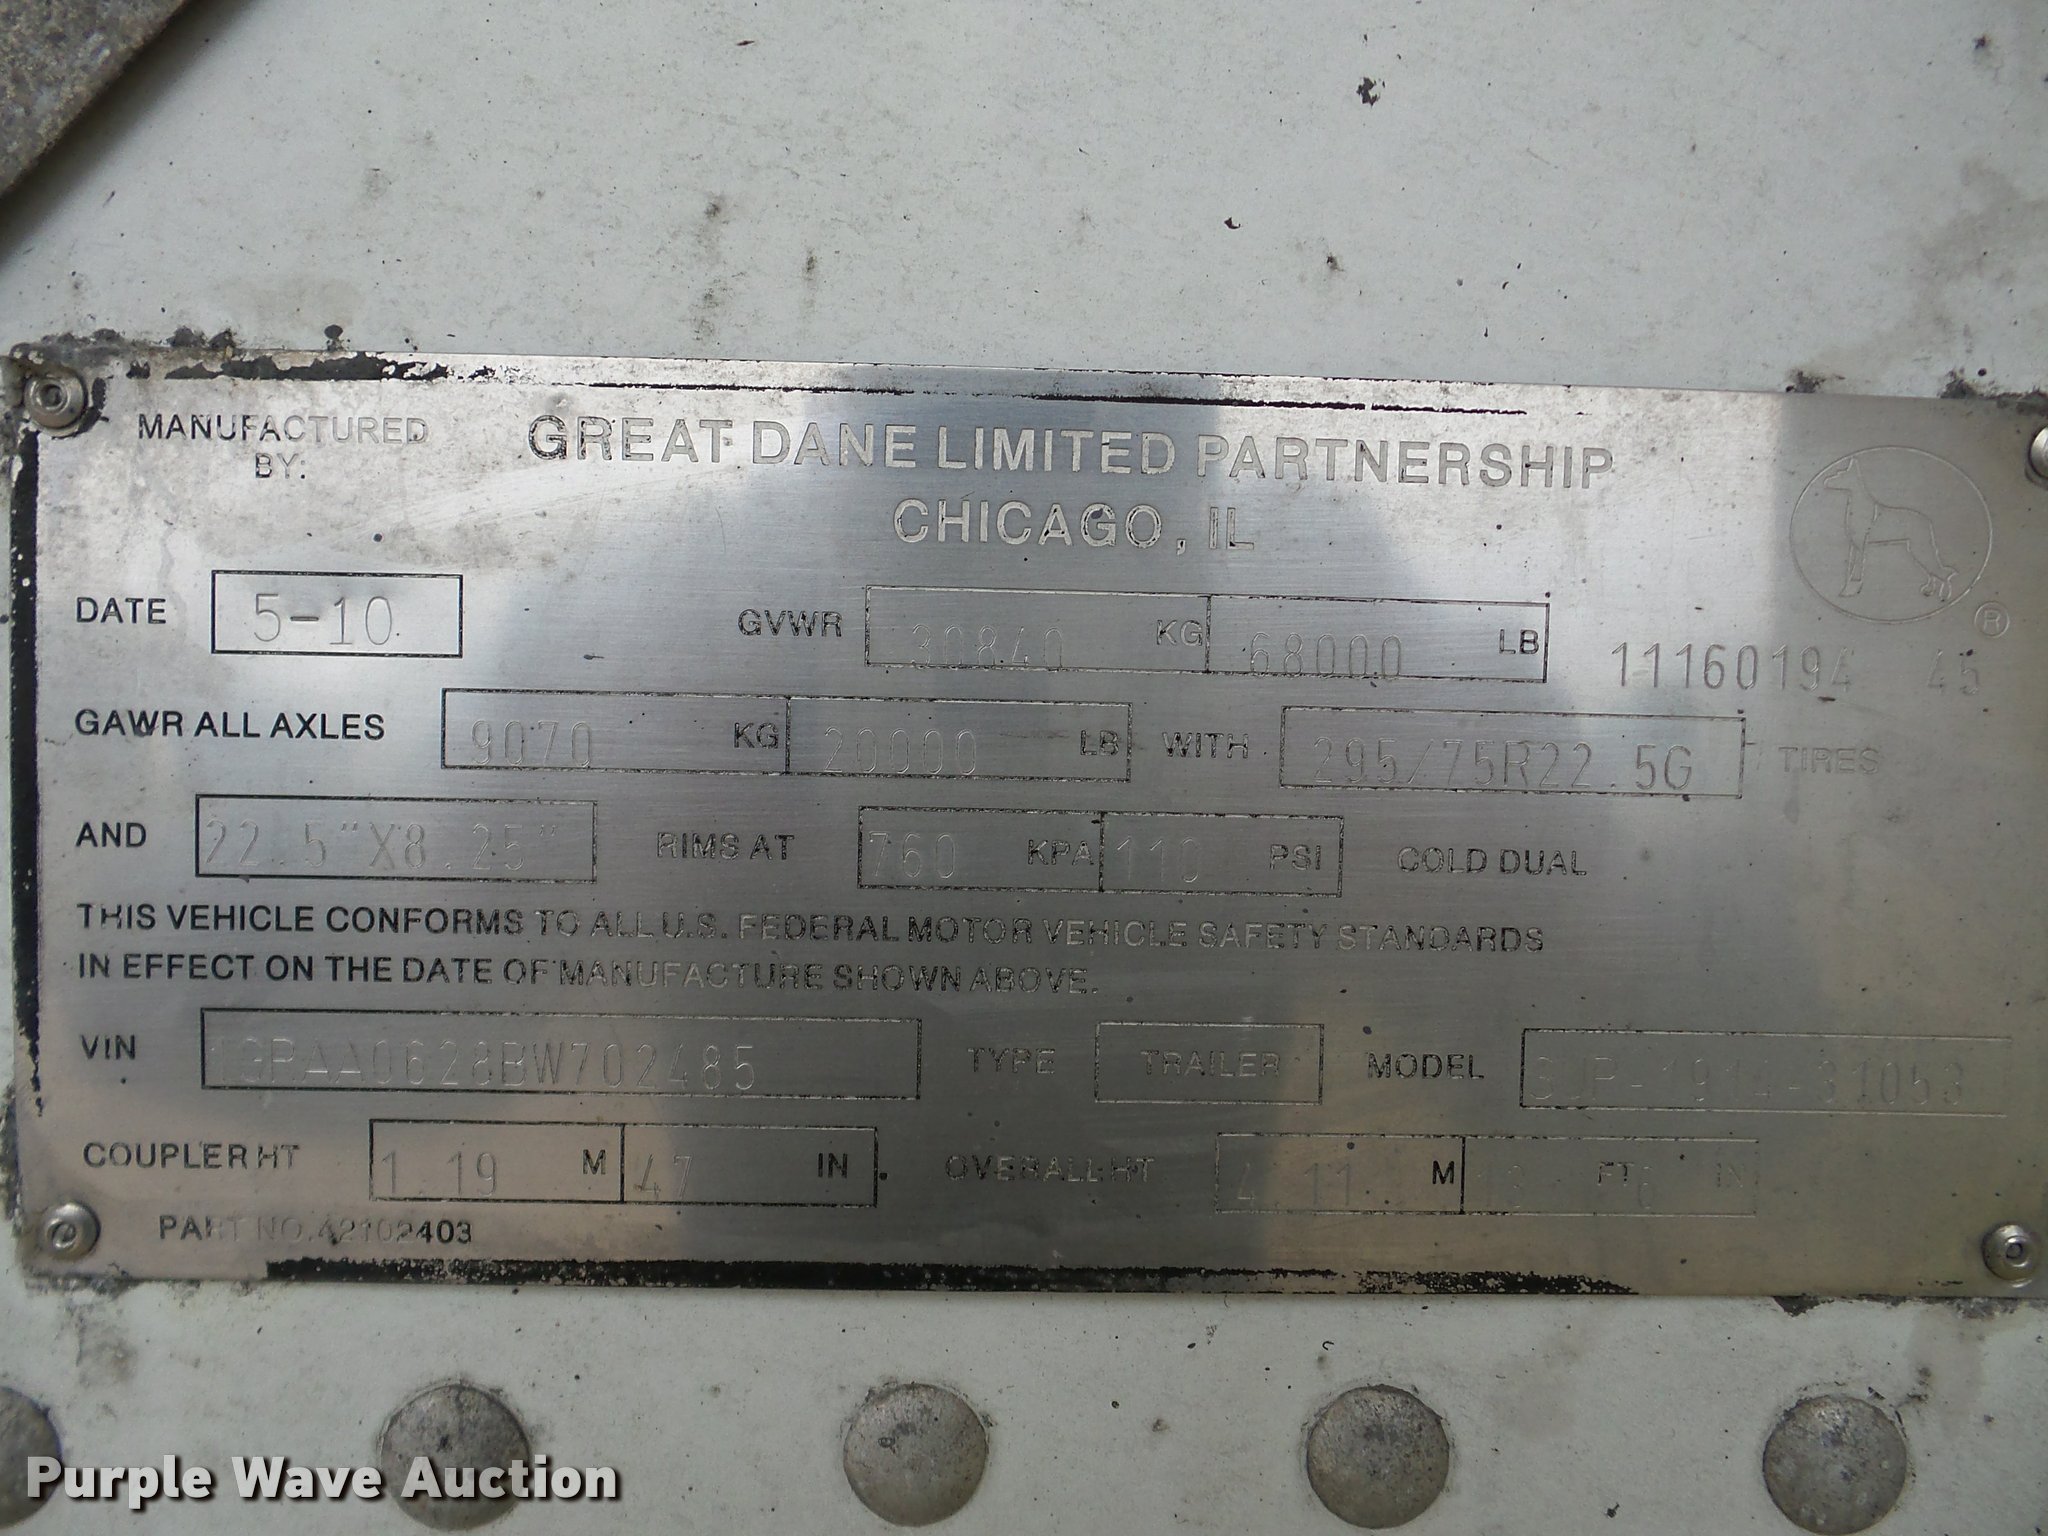 MANUFACTURED BY: GREAT DANE LIMITED PARTNERSHIP
CHICAGO, IL
®
DATE 5-10 GVWR 30840 KG 68000 LB 11160194 45
GAWR ALL AXLES 9070 KG 20000 LB WITH 295/75R22.5G TIRES
AND 22.5"X8.25" RIMS AT 760 KPA 110 PSI COLD DUAL
THIS VEHICLE CONFORMS TO ALL U.S. FEDERAL MOTOR VEHICLE SAFETY STANDARDS
IN EFFECT ON THE DATE OF MANUFACTURE SHOWN ABOVE.
VIN 1GRAA0628BW702485 TYPE TRAILER MODEL
COUPLER HT 1.19 M 47 IN OVERALL HT 4.11 M 13 FT 6 IN
PART NO. 42102403
Purple Wave Auction